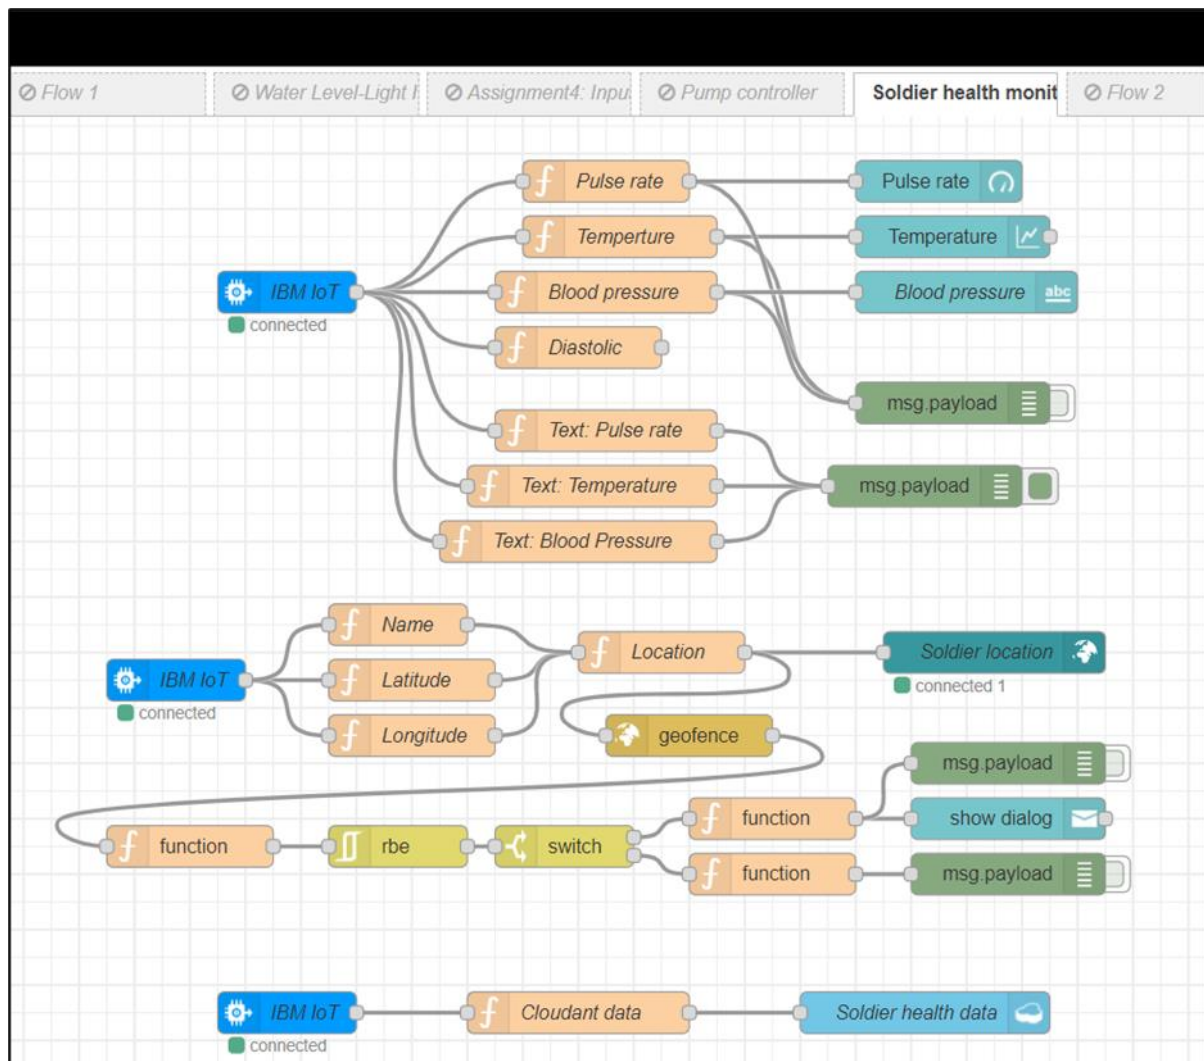 Flow 1
Water Level-Light
Assignment4: Inpu
Pump controller
Soldier health monit
Flow 2
Pulse rate
Pulse rate
Temperture
Temperature
IBM IoT
connected
Blood pressure
Blood pressure
abc
Diastolic
msg.payload
Text: Pulse rate
Text: Temperature
msg.payload
Text: Blood Pressure
Name
IBM IoT
connected
Latitude
Location
Soldier location
connected 1
Longitude
geofence
msg.payload
function
rbe
switch
function
show dialog
function
msg.payload
IBM IoT
connected
Cloudant data
Soldier health data